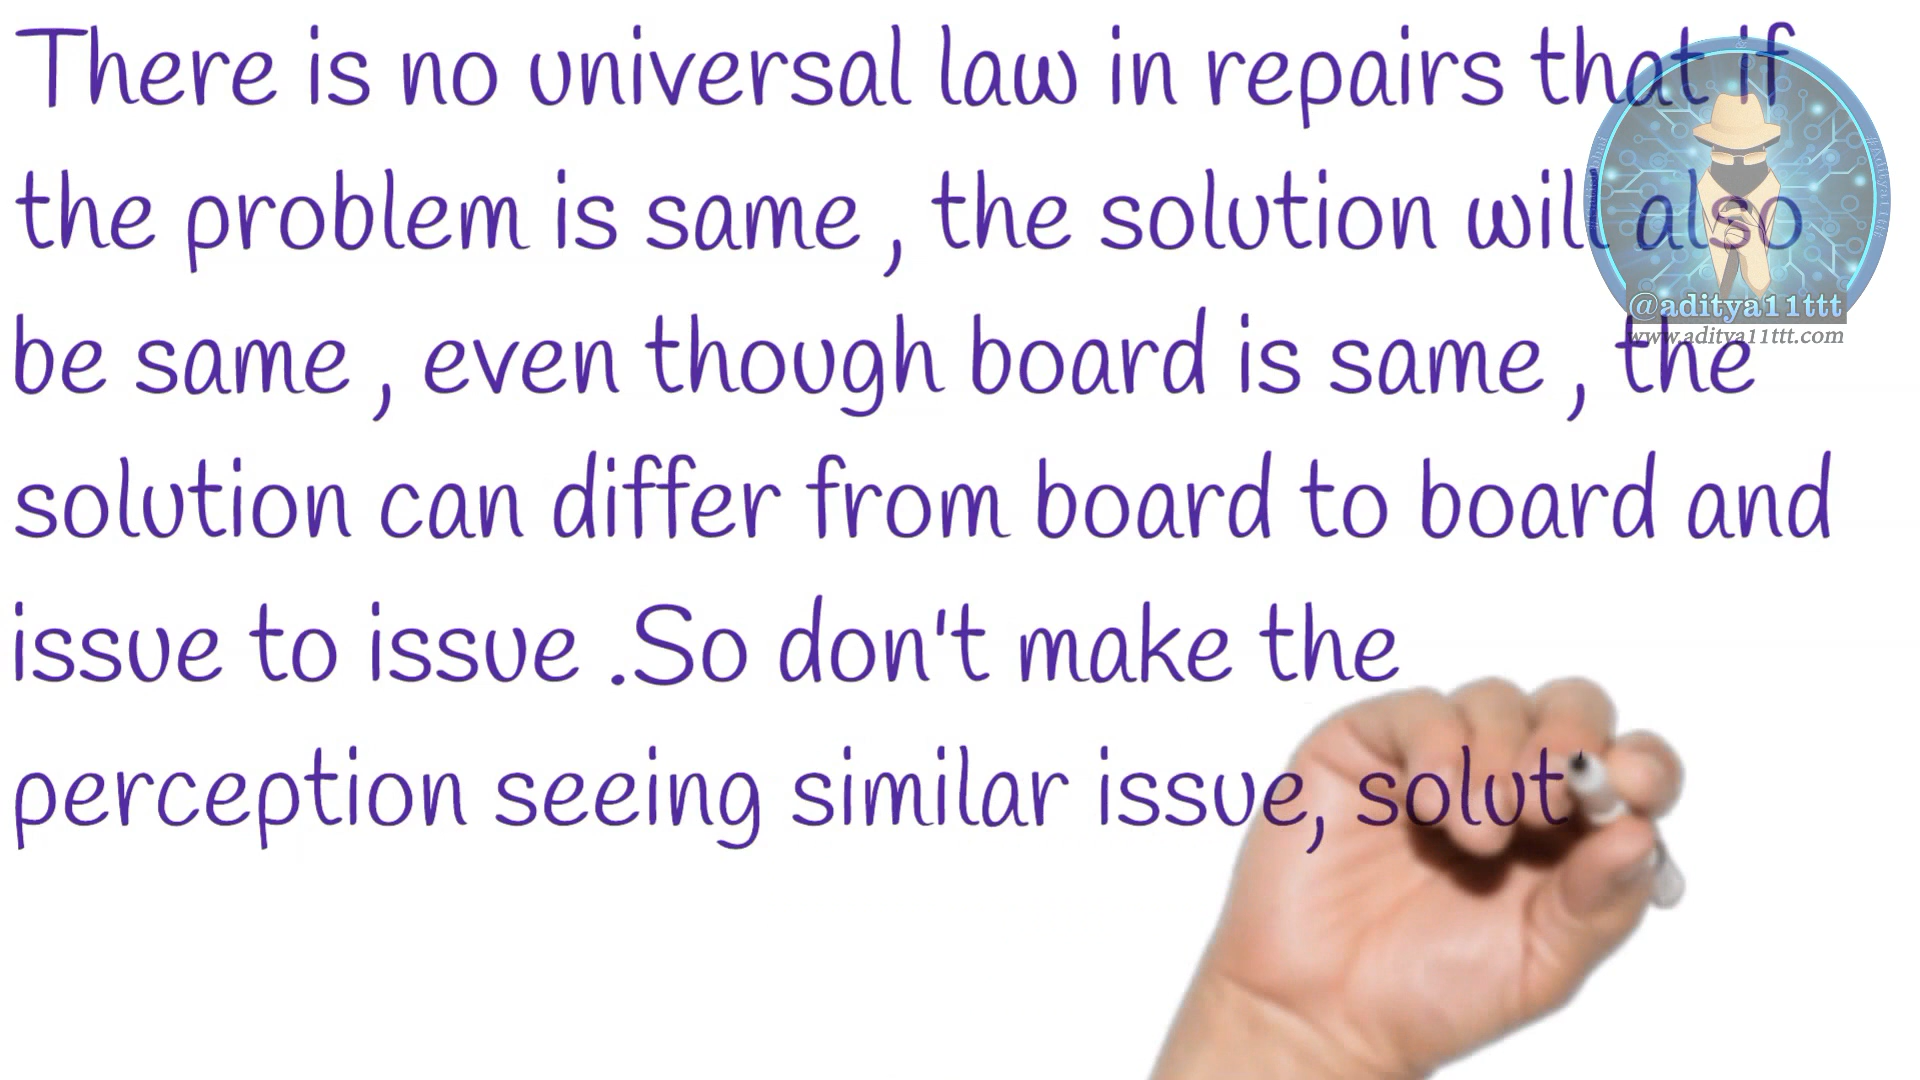 There is no universal law in repairs that if
the problem is same , the solution will also
be same , even though board is same , the
solution can differ from board to board and
issue to issue .So don't make the
perception seeing similar issue, solut
@aditya11ttt
www.aditya11ttt.com